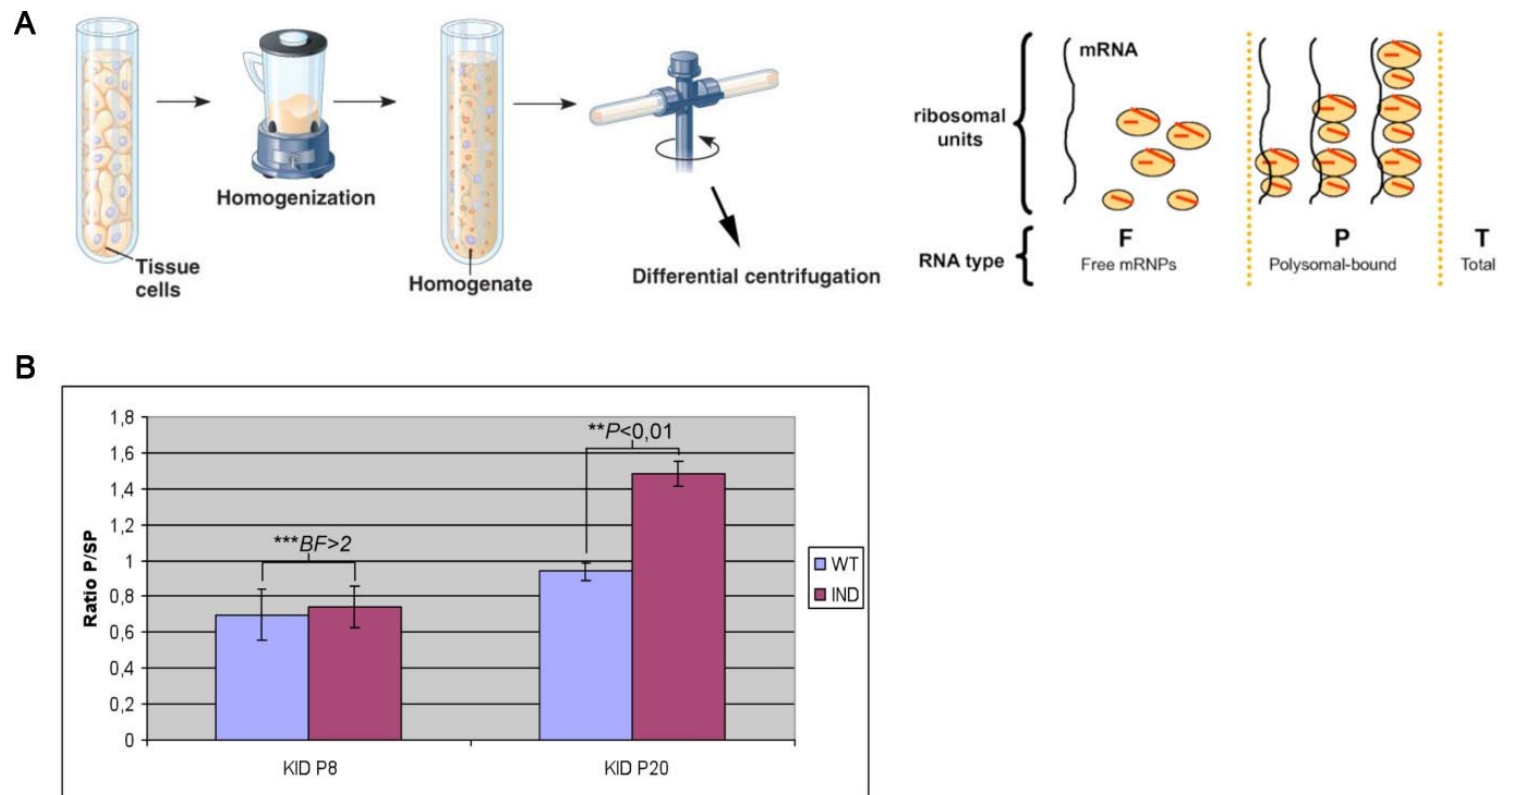 A
Tissue
cells
Homogenization
Homogenate
Differential centrifugation
ribosomal
units
mRNA
RNA type
F
Free mRNPs
P
Polysomal-bound
T
Total
B
Ratio P/SP
1,8
1,6
1,4
1,2
1
0,8
0,6
0,4
0,2
0
***BF>2
**P<0,01
KID P8
KID P20
WT
IND